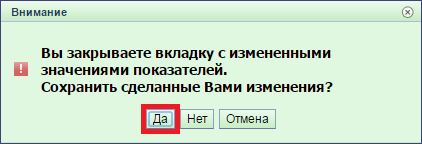 Внимание
Вы закрываете вкладку с измененными
значениями показателей.
Сохранить сделанные Вами изменения?
Да Нет Отмена